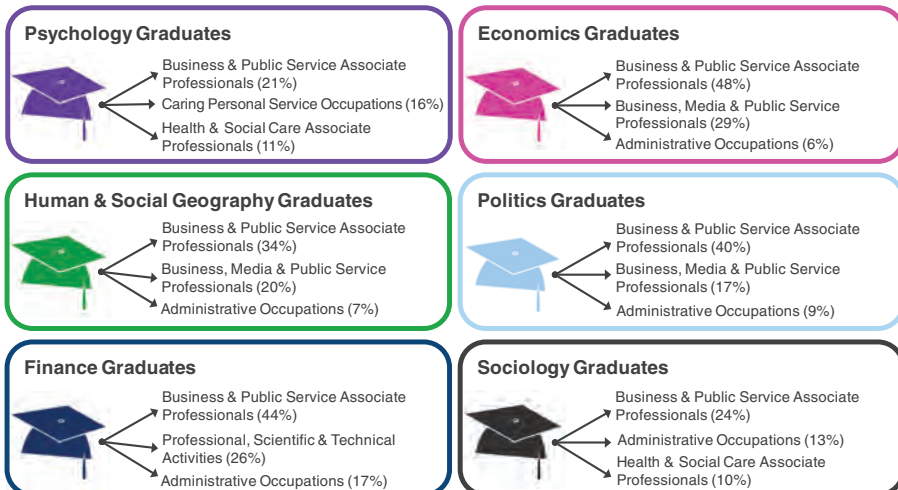 Psychology Graduates
Business & Public Service Associate
Professionals (21%)
Caring Personal Service Occupations (16%)
Health & Social Care Associate
Professionals (11%)
Economics Graduates
Business & Public Service Associate
Professionals (48%)
Business, Media & Public Service
Professionals (29%)
Administrative Occupations (6%)
Human & Social Geography Graduates
Business & Public Service Associate
Professionals (34%)
Business, Media & Public Service
Professionals (20%)
Administrative Occupations (7%)
Politics Graduates
Business & Public Service Associate
Professionals (40%)
Business, Media & Public Service
Professionals (17%)
Administrative Occupations (9%)
Finance Graduates
Business & Public Service Associate
Professionals (44%)
Professional, Scientific & Technical
Activities (26%)
Administrative Occupations (17%)
Sociology Graduates
Business & Public Service Associate
Professionals (24%)
Administrative Occupations (13%)
Health & Social Care Associate
Professionals (10%)